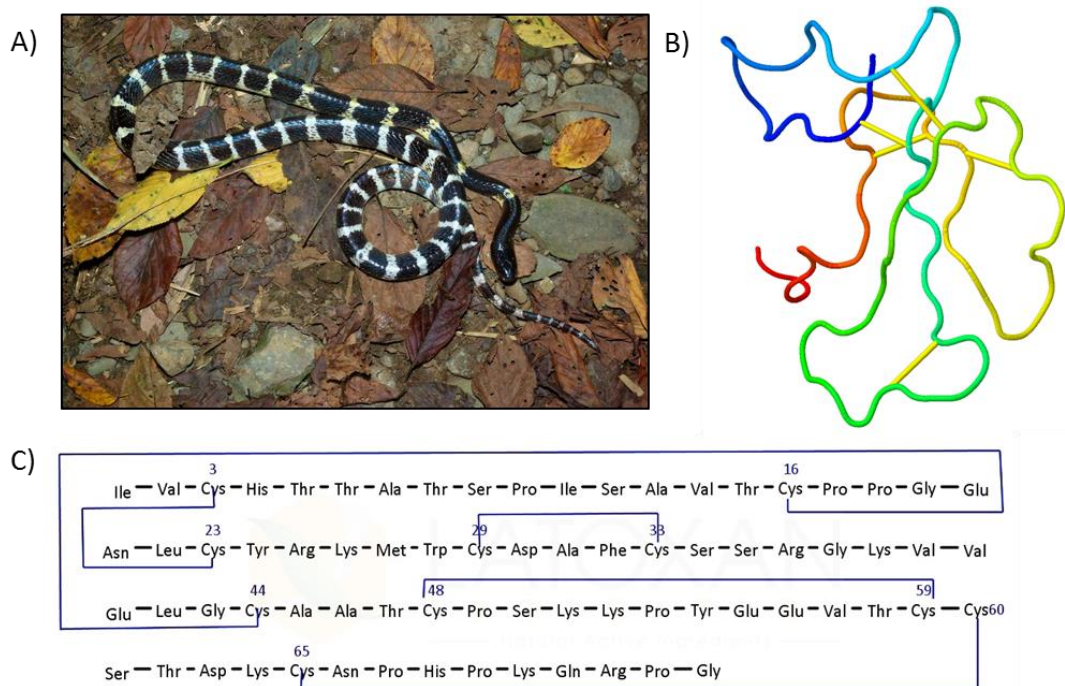 A)
B)
C)
3 16
Ile — Val — Cys — His — Thr — Thr — Ala — Thr — Ser — Pro — Ile — Ser — Ala — Val — Thr — Cys — Pro — Pro — Gly — Glu
23 29 33
Asn — Leu — Cys — Tyr — Arg — Lys — Met — Trp — Cys — Asp — Ala — Phe — Cys — Ser — Ser — Arg — Gly — Lys — Val — Val
LATOXAN
44 48 59
Glu — Leu — Gly — Cys — Ala — Ala — Thr — Cys — Pro — Ser — Lys — Lys — Pro — Tyr — Glu — Glu — Val — Thr — Cys — Cys 60
65
Ser — Thr — Asp — Lys — Cys — Asn — Pro — His — Pro — Lys — Gln — Arg — Pro — Gly